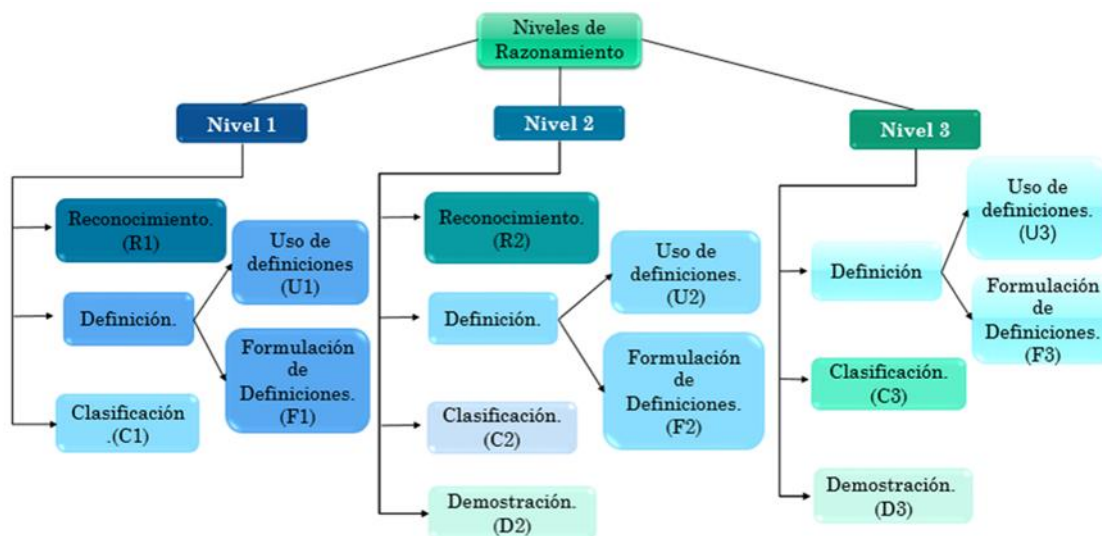 Niveles de
Razonamiento
Nivel 1
Reconocimiento.
(R1)
Definición.
Uso de
definiciones
(U1)
Formulación
de
Definiciones.
(F1)
Clasificación
.(C1)
Nivel 2
Reconocimiento.
(R2)
Definición.
Uso de
definiciones.
(U2)
Formulación
de
Definiciones.
(F2)
Clasificación.
(C2)
Demostración.
(D2)
Nivel 3
Definición
Uso de
definiciones.
(U3)
Formulación
de
Definiciones.
(F3)
Clasificación.
(C3)
Demostración.
(D3)